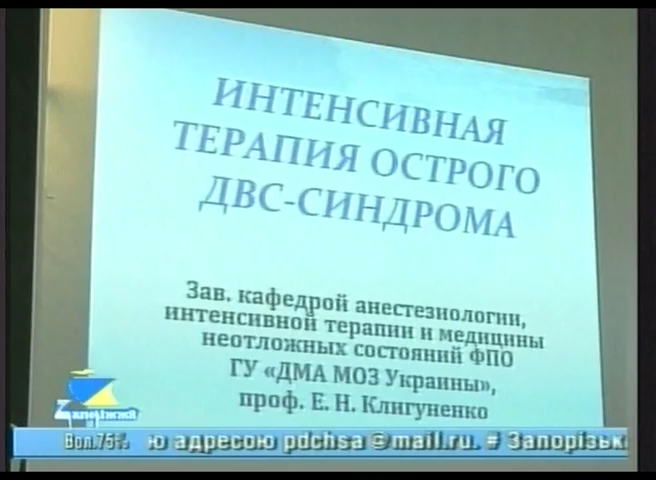 ИНТЕНСИВНАЯ
ТЕРАПИЯ ОСТРОГО
ДВС-СИНДРОМА
Зав. кафедрой анестезиологии,
интенсивной терапии и медицины
неотложных состояний ФПО
ГУ «ДМА МОЗ Украины»,
проф. Е. Н. Клигуненко
Запоріжжя
Вол.75% ю адресою pdchsa@mail.ru. # Запорізьк